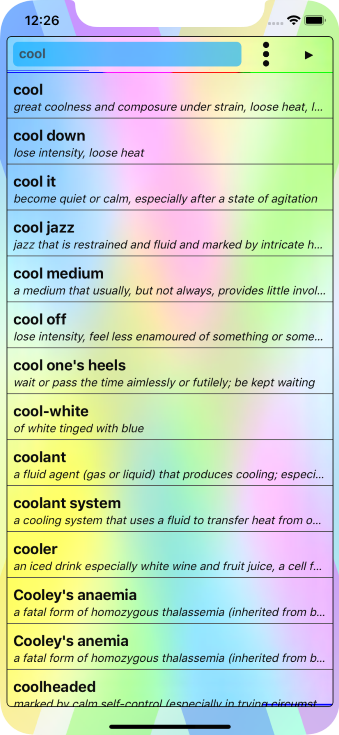 12:26
cool
cool
great coolness and composure under strain, loose heat, l...
cool down
lose intensity, loose heat
cool it
become quiet or calm, especially after a state of agitation
cool jazz
jazz that is restrained and fluid and marked by intricate h...
cool medium
a medium that usually, but not always, provides little invol...
cool off
lose intensity, feel less enamoured of something or some...
cool one's heels
wait or pass the time aimlessly or futilely; be kept waiting
cool-white
of white tinged with blue
coolant
a fluid agent (gas or liquid) that produces cooling; especi...
coolant system
a cooling system that uses a fluid to transfer heat from o...
cooler
an iced drink especially white wine and fruit juice, a cell f...
Cooley's anaemia
a fatal form of homozygous thalassemia (inherited from b...
Cooley's anemia
a fatal form of homozygous thalassemia (inherited from b...
coolheaded
marked by calm self-control (especially in trying circumst...